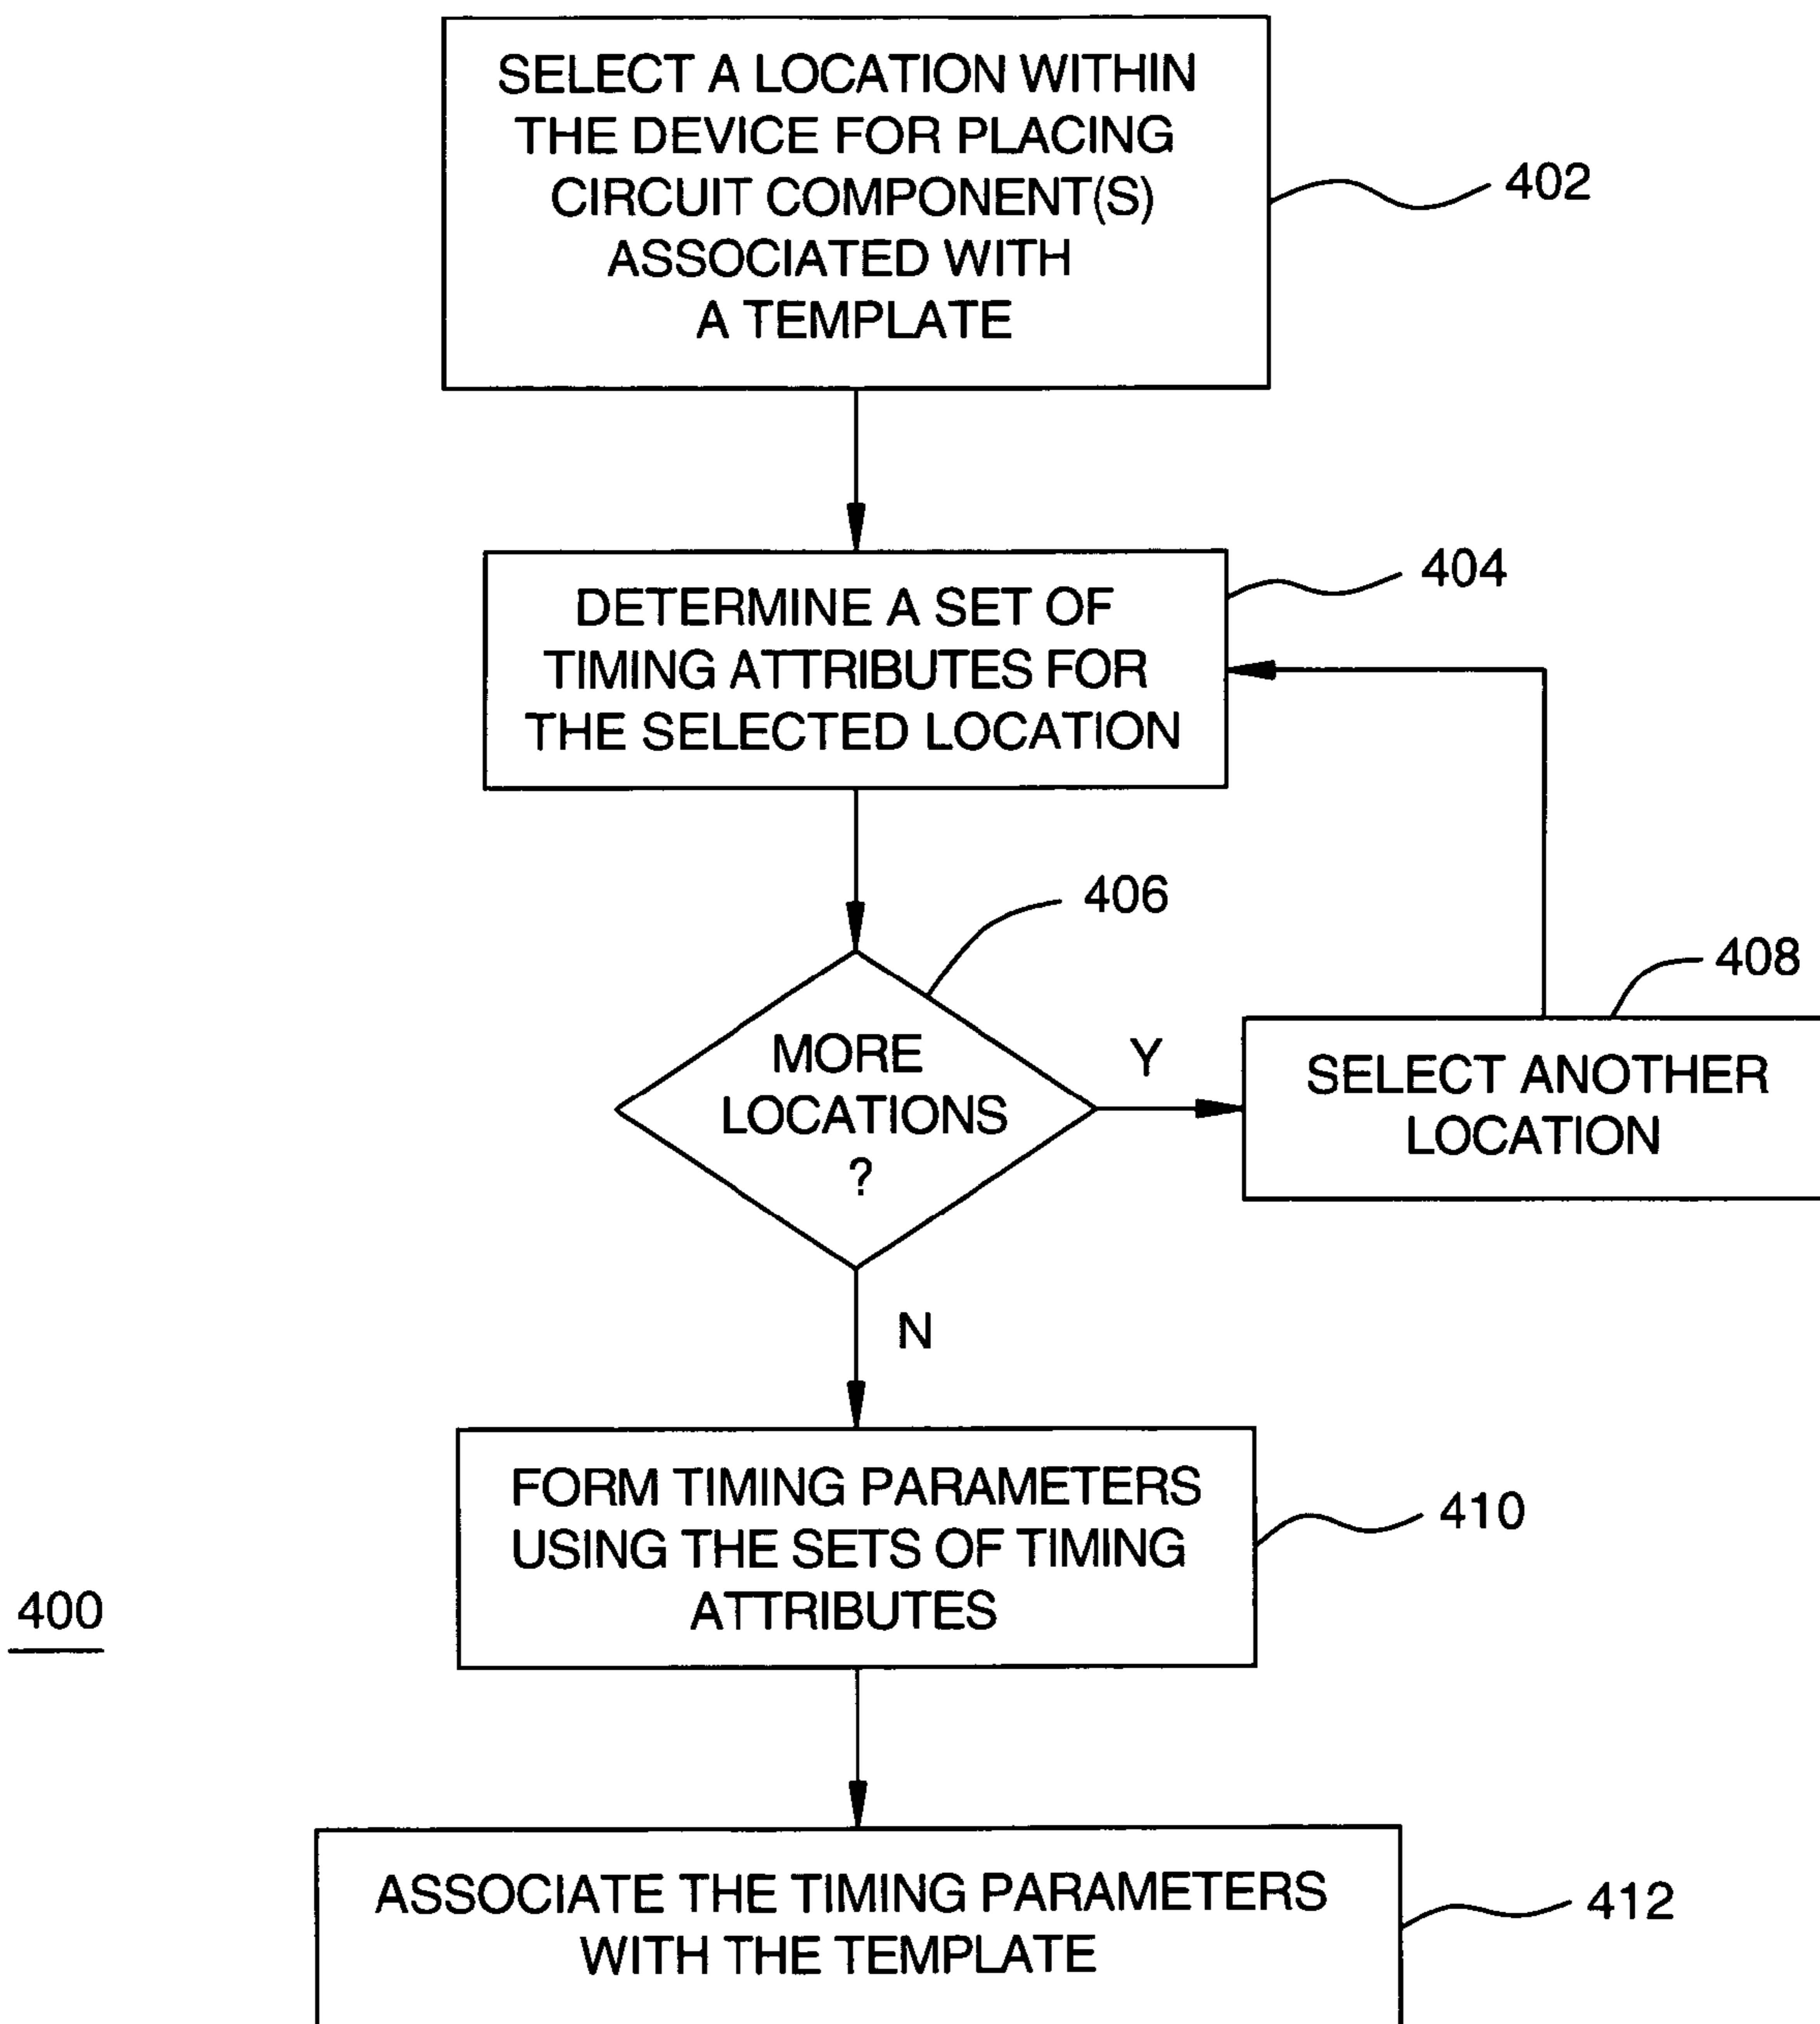 SELECT A LOCATION WITHIN
THE DEVICE FOR PLACING
CIRCUIT COMPONENT(S)
ASSOCIATED WITH
A TEMPLATE
402
DETERMINE A SET OF
TIMING ATTRIBUTES FOR
THE SELECTED LOCATION
404
406
MORE
LOCATIONS
?
Y
408
SELECT ANOTHER
LOCATION
N
FORM TIMING PARAMETERS
USING THE SETS OF TIMING
ATTRIBUTES
410
400
ASSOCIATE THE TIMING PARAMETERS
WITH THE TEMPLATE
412